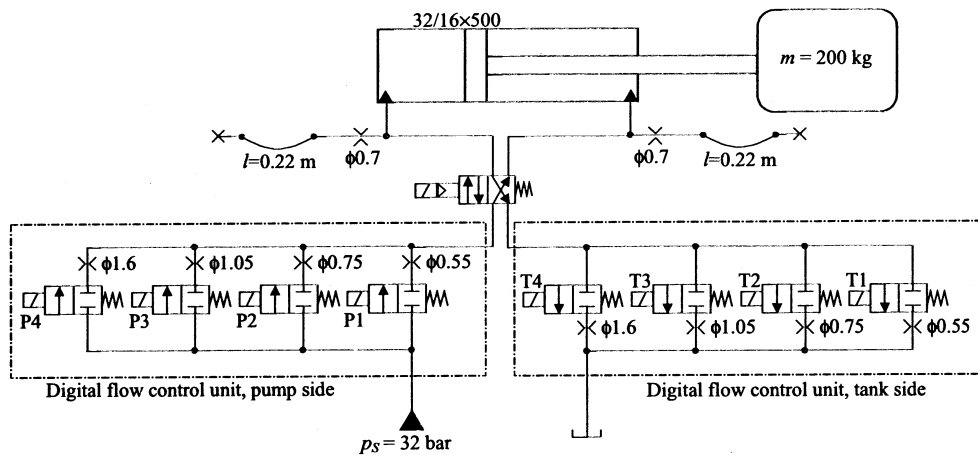 32/16×500
m = 200 kg
l=0.22 m
ϕ0.7
ϕ0.7
l=0.22 m
ϕ1.6
ϕ1.05
ϕ0.75
ϕ0.55
P4
P3
P2
P1
T4
T3
T2
T1
ϕ1.6
ϕ1.05
ϕ0.75
ϕ0.55
Digital flow control unit, pump side
Digital flow control unit, tank side
pS = 32 bar